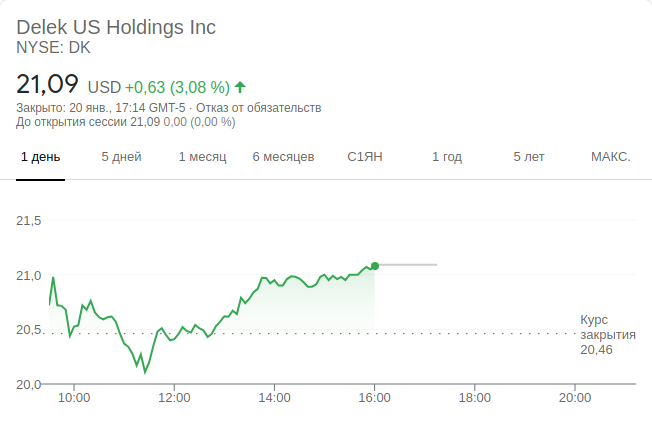 Delek US Holdings Inc
NYSE: DK
21,09 USD +0,63 (3,08 %)
Закрыто: 20 янв., 17:14 GMT-5 · Отказ от обязательств
До открытия сессии 21,09 0,00 (0,00 %)
1 день 5 дней 1 месяц 6 месяцев С1ЯН 1 год 5 лет МАКС.
21,5
21,0
20,5
Курс
закрытия
20,46
20,0
10:00 12:00 14:00 16:00 18:00 20:00